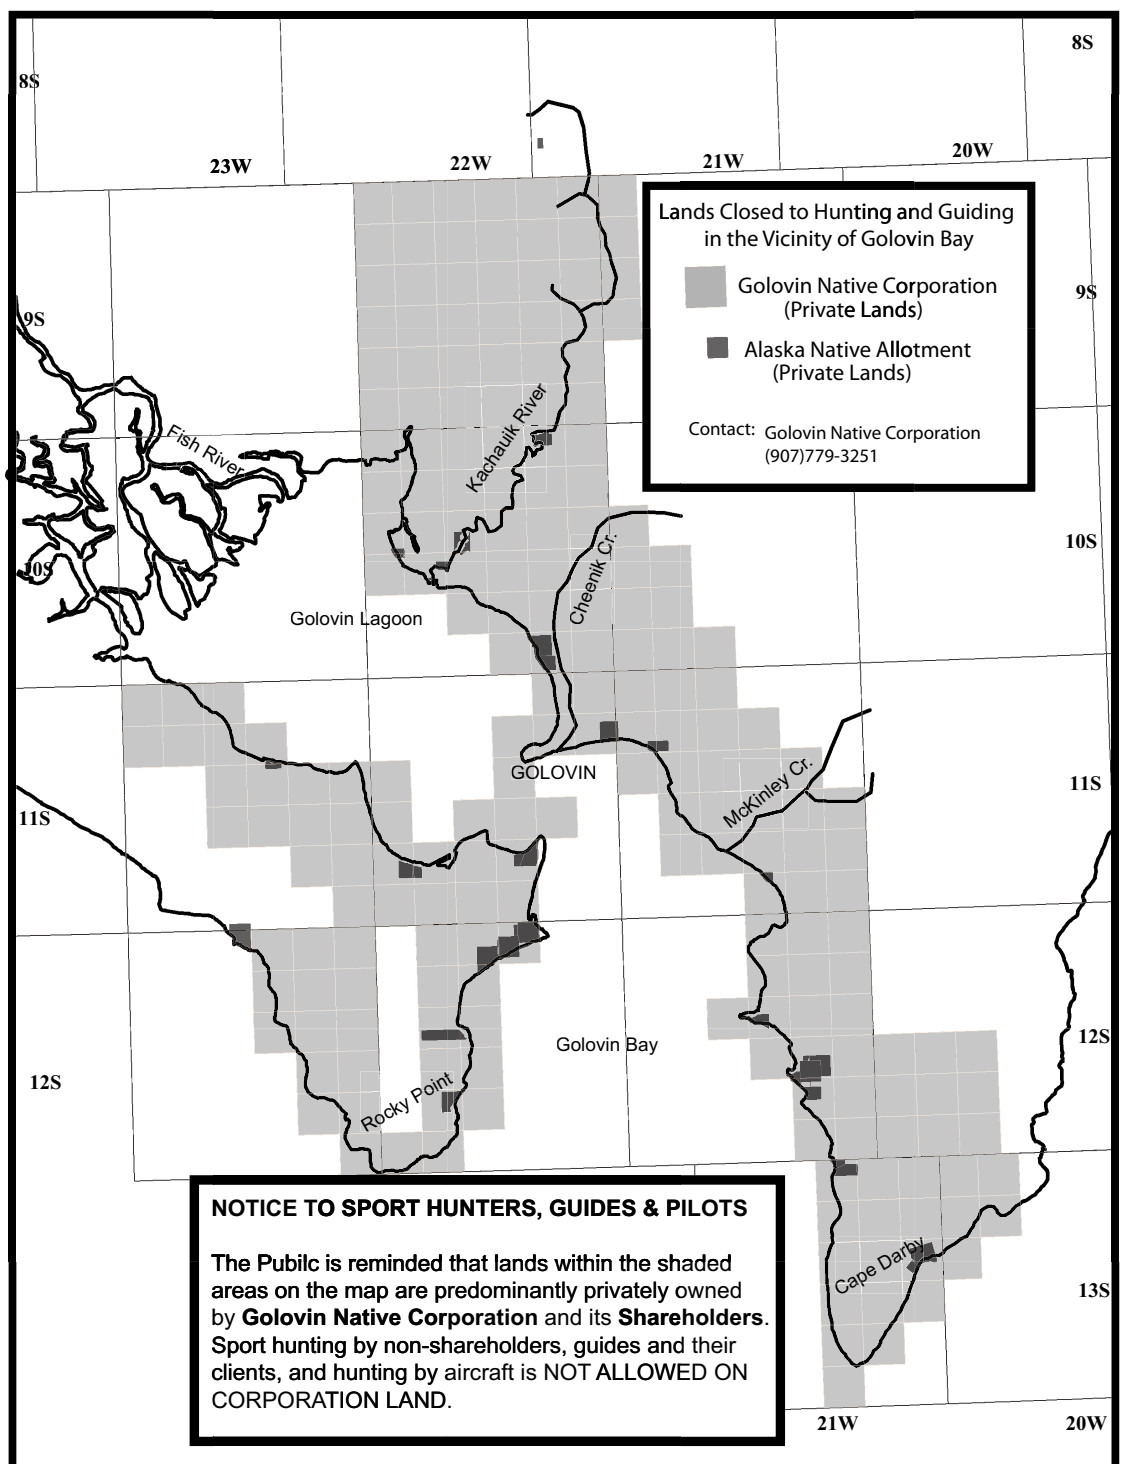 8S
8S
23W
22W
21W
20W
Lands Closed to Hunting and Guiding
in the Vicinity of Golovin Bay
Golovin Native Corporation
(Private Lands)
Alaska Native Allotment
(Private Lands)
Contact: Golovin Native Corporation
(907)779-3251
9S
9S
Fish River
Kachauik River
10S
10S
Cheenik Cr.
Golovin Lagoon
GOLOVIN
McKinley Cr.
11S
11S
Golovin Bay
12S
12S
Rocky Point
Cape Darby
13S
NOTICE TO SPORT HUNTERS, GUIDES & PILOTS
The Pubilc is reminded that lands within the shaded
areas on the map are predominantly privately owned
by Golovin Native Corporation and its Shareholders.
Sport hunting by non-shareholders, guides and their
clients, and hunting by aircraft is NOT ALLOWED ON
CORPORATION LAND.
21W
20W